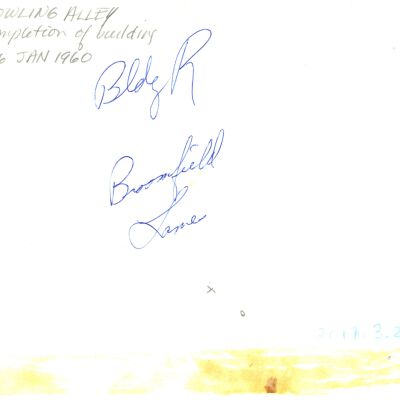 OWLING ALLEY
mpletion of building
6 JAN 1960
Bldg R
Broomfield
Lane